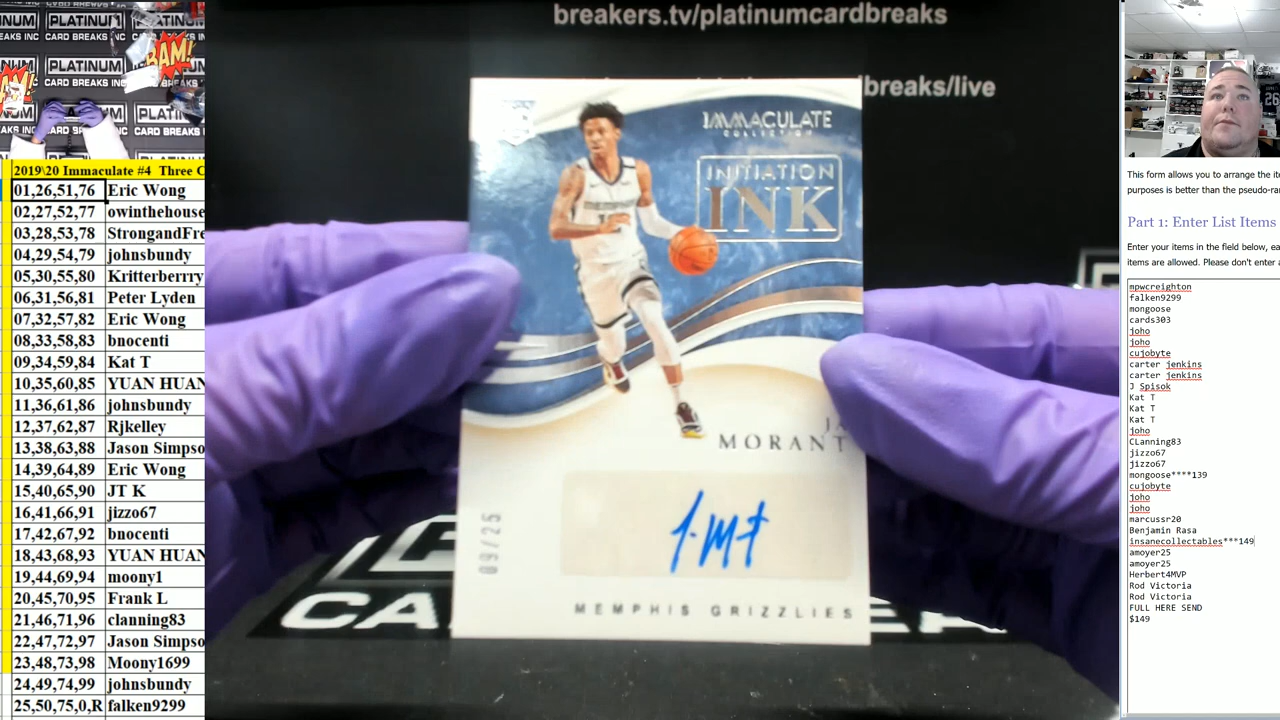 breakers.tv/platinumcardbreaks
breaks/live
PLATINUM
CARD BREAKS INC
BAM!
IMMACULATE
COLLECTION
INITIATION
INK
MORANT
09/25
MEMPHIS GRIZZLIES
2019\20 Immaculate #4 Three C
01,26,51,76 Eric Wong
02,27,52,77 owinthehouse
03,28,53,78 StrongandFre
04,29,54,79 johnsbundy
05,30,55,80 Kritterberrry
06,31,56,81 Peter Lyden
07,32,57,82 Eric Wong
08,33,58,83 bnocenti
09,34,59,84 Kat T
10,35,60,85 YUAN HUAN
11,36,61,86 johnsbundy
12,37,62,87 Rjkelley
13,38,63,88 Jason Simpso
14,39,64,89 Eric Wong
15,40,65,90 JT K
16,41,66,91 jizzo67
17,42,67,92 bnocenti
18,43,68,93 YUAN HUAN
19,44,69,94 moony1
20,45,70,95 Frank L
21,46,71,96 clanning83
22,47,72,97 Jason Simpso
23,48,73,98 Moony1699
24,49,74,99 johnsbundy
25,50,75,0,R falken9299
This form allows you to arrange the ite
purposes is better than the pseudo-ra
Part 1: Enter List Items
Enter your items in the field below, ea
items are allowed. Please don't enter a
mpwcreighton
falken9299
mongoose
cards303
joho
joho
cujobyte
carter jenkins
carter jenkins
J Spisok
Kat T
Kat T
Kat T
joho
CLanning83
jizzo67
jizzo67
mongoose****139
cujobyte
joho
joho
marcussr20
Benjamin Rasa
insanecollectables***149
amoyer25
amoyer25
Herbert4MVP
Rod Victoria
Rod Victoria
FULL HERE SEND
$149